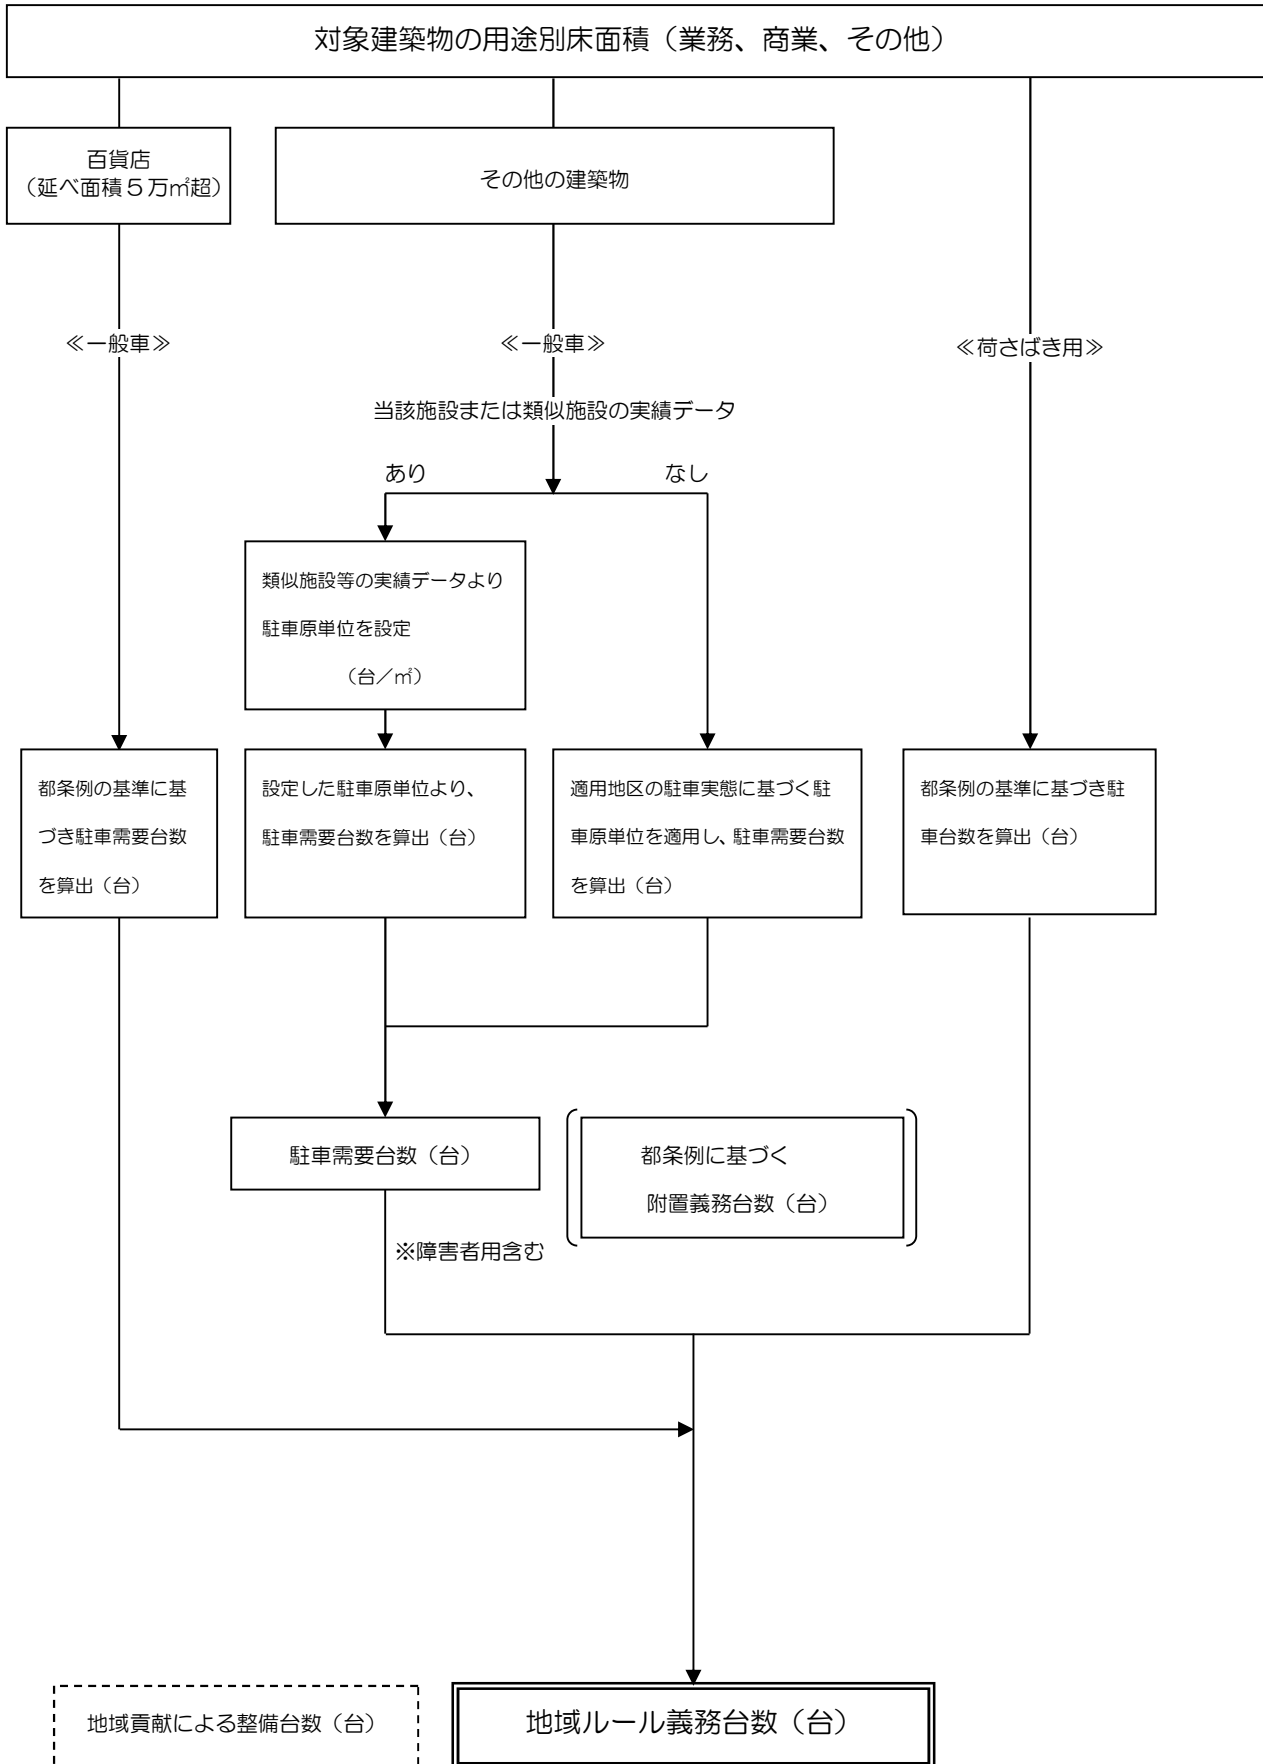 対象建築物の用途別床面積（業務、商業、その他）
百貨店
（延べ面積５万㎡超）
その他の建築物
≪一般車≫
≪一般車≫
≪荷さばき用≫
当該施設または類似施設の実績データ
あり
なし
類似施設等の実績データより
駐車原単位を設定
（台／㎡）
都条例の基準に基
づき駐車需要台数
を算出（台）
設定した駐車原単位より、
駐車需要台数を算出（台）
適用地区の駐車実態に基づく駐
車原単位を適用し、駐車需要台数
を算出（台）
都条例の基準に基づき駐
車台数を算出（台）
駐車需要台数（台）
※障害者用含む
都条例に基づく
附置義務台数（台）
地域貢献による整備台数（台）
地域ルール義務台数（台）